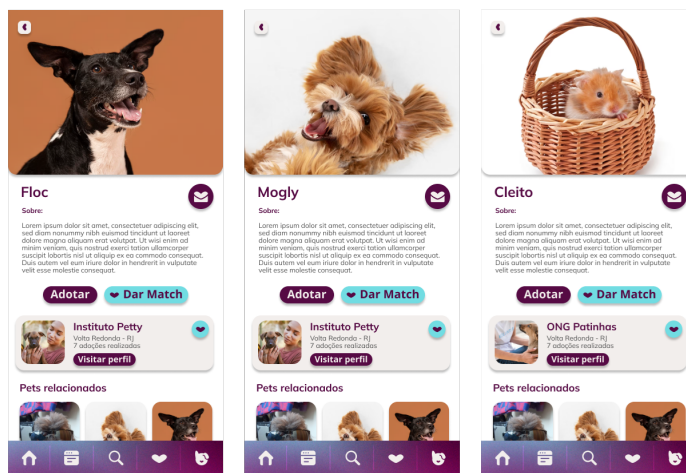 Floc
Sobre:
Lorem ipsum dolor sit amet, consectetuer adipiscing elit,
sed diam nonummy nibh euismod tincidunt ut laoreet
dolore magna aliquam erat volutpat. Ut wisi enim ad
minim veniam, quis nostrud exerci tation ullamcorper
suscipit lobortis nisl ut aliquip ex ea commodo consequat.
Duis autem vel eum iriure dolor in hendrerit in vulputate
velit esse molestie consequat.
Adotar
Dar Match
Instituto Petty
Volta Redonda - RJ
7 adoções realizadas
Visitar perfil
Pets relacionados
Mogly
Sobre:
Lorem ipsum dolor sit amet, consectetuer adipiscing elit,
sed diam nonummy nibh euismod tincidunt ut laoreet
dolore magna aliquam erat volutpat. Ut wisi enim ad
minim veniam, quis nostrud exerci tation ullamcorper
suscipit lobortis nisl ut aliquip ex ea commodo consequat.
Duis autem vel eum iriure dolor in hendrerit in vulputate
velit esse molestie consequat.
Adotar
Dar Match
Instituto Petty
Volta Redonda - RJ
7 adoções realizadas
Visitar perfil
Pets relacionados
Cleito
Sobre:
Lorem ipsum dolor sit amet, consectetuer adipiscing elit,
sed diam nonummy nibh euismod tincidunt ut laoreet
dolore magna aliquam erat volutpat. Ut wisi enim ad
minim veniam, quis nostrud exerci tation ullamcorper
suscipit lobortis nisl ut aliquip ex ea commodo consequat.
Duis autem vel eum iriure dolor in hendrerit in vulputate
velit esse molestie consequat.
Adotar
Dar Match
ONG Patinhas
Volta Redonda - RJ
7 adoções realizadas
Visitar perfil
Pets relacionados